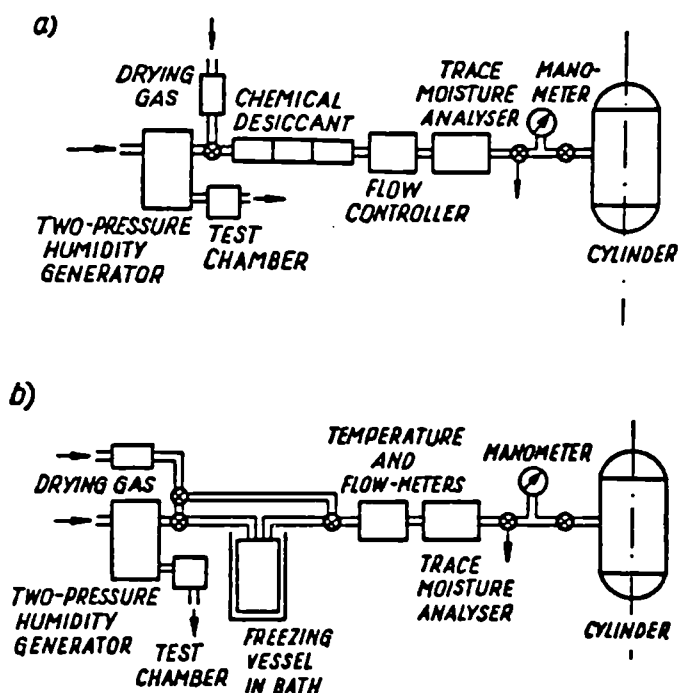 a)
DRYING
GAS
CHEMICAL
DESICCANT
TRACE
MOISTURE
ANALYSER
MANO-
METER
FLOW
CONTROLLER
TWO-PRESSURE
HUMIDITY
GENERATOR
TEST
CHAMBER
CYLINDER
b)
DRYING GAS
TEMPERATURE
AND
FLOW-METERS
MANOMETER
TWO-PRESSURE
HUMIDITY
GENERATOR
TEST
CHAMBER
FREEZING
VESSEL
IN BATH
TRACE
MOISTURE
ANALYSER
CYLINDER